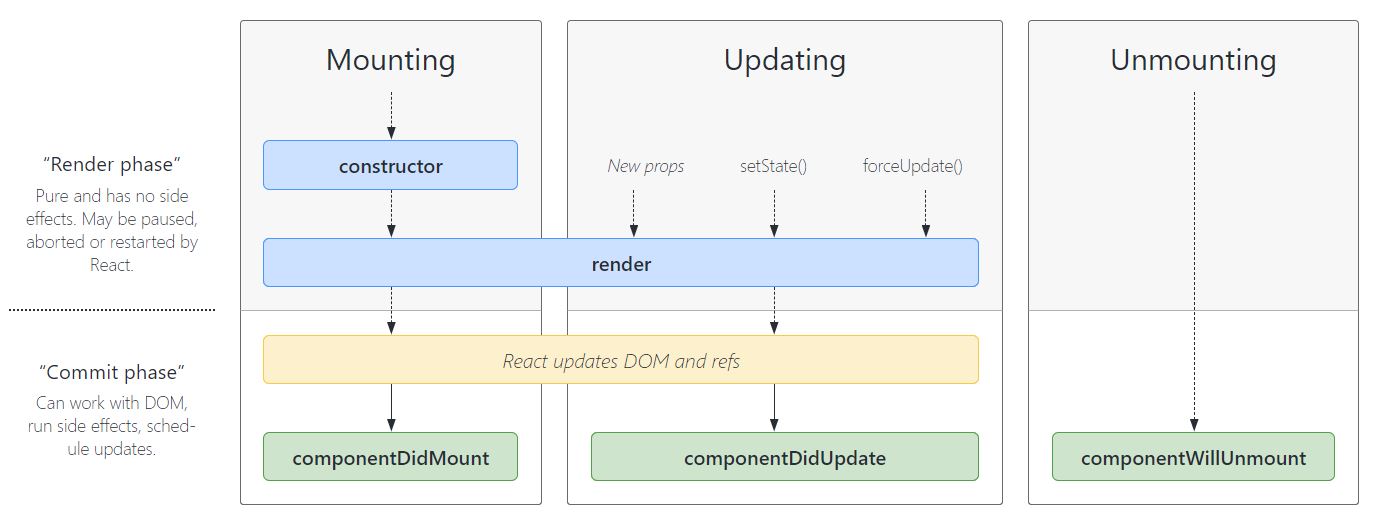 Mounting
Updating
Unmounting
“Render phase”
Pure and has no side
effects. May be paused,
aborted or restarted by
React.
constructor
New props
setState()
forceUpdate()
render
“Commit phase”
Can work with DOM,
run side effects, sched-
ule updates.
React updates DOM and refs
componentDidMount
componentDidUpdate
componentWillUnmount